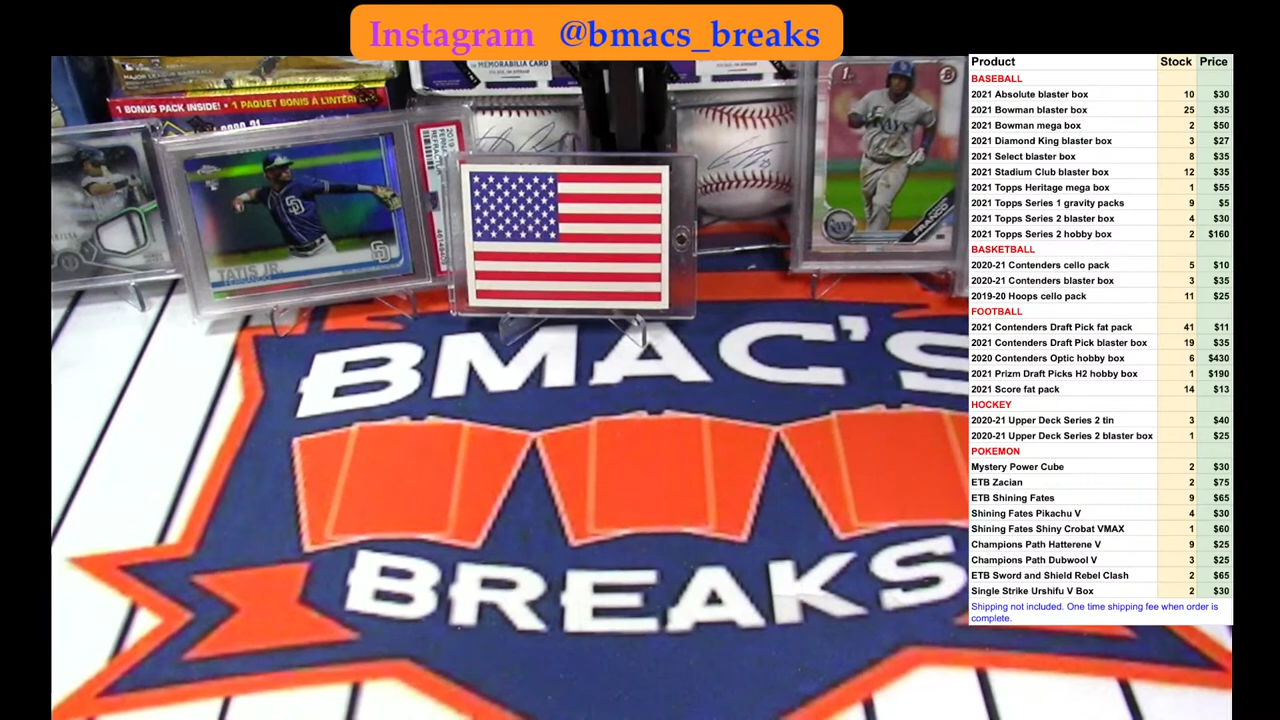 Instagram @bmacs_breaks
MEMORABILIA CARD
MAJOR LEAGUE BASEBALL
1 BONUS PACK INSIDE! • 1 PAQUET BONIS À L'INTÉRI
TATIS JR.
1st
RAYS
FRANCO
BMAC'S
BREAKS
Product Stock Price
BASEBALL
2021 Absolute blaster box 10 $30
2021 Bowman blaster box 25 $35
2021 Bowman mega box 2 $50
2021 Diamond King blaster box 3 $27
2021 Select blaster box 8 $35
2021 Stadium Club blaster box 12 $35
2021 Topps Heritage mega box 1 $55
2021 Topps Series 1 gravity packs 9 $5
2021 Topps Series 2 blaster box 4 $30
2021 Topps Series 2 hobby box 2 $160
BASKETBALL
2020-21 Contenders cello pack 5 $10
2020-21 Contenders blaster box 3 $35
2019-20 Hoops cello pack 11 $25
FOOTBALL
2021 Contenders Draft Pick fat pack 41 $11
2021 Contenders Draft Pick blaster box 19 $35
2020 Contenders Optic hobby box 6 $430
2021 Prizm Draft Picks H2 hobby box 1 $190
2021 Score fat pack 14 $13
HOCKEY
2020-21 Upper Deck Series 2 tin 3 $40
2020-21 Upper Deck Series 2 blaster box 1 $25
POKEMON
Mystery Power Cube 2 $30
ETB Zacian 2 $75
ETB Shining Fates 9 $65
Shining Fates Pikachu V 4 $30
Shining Fates Shiny Crobat VMAX 1 $60
Champions Path Hatterene V 9 $25
Champions Path Dubwool V 3 $25
ETB Sword and Shield Rebel Clash 2 $65
Single Strike Urshifu V Box 2 $30
Shipping not included. One time shipping fee when order is
complete.